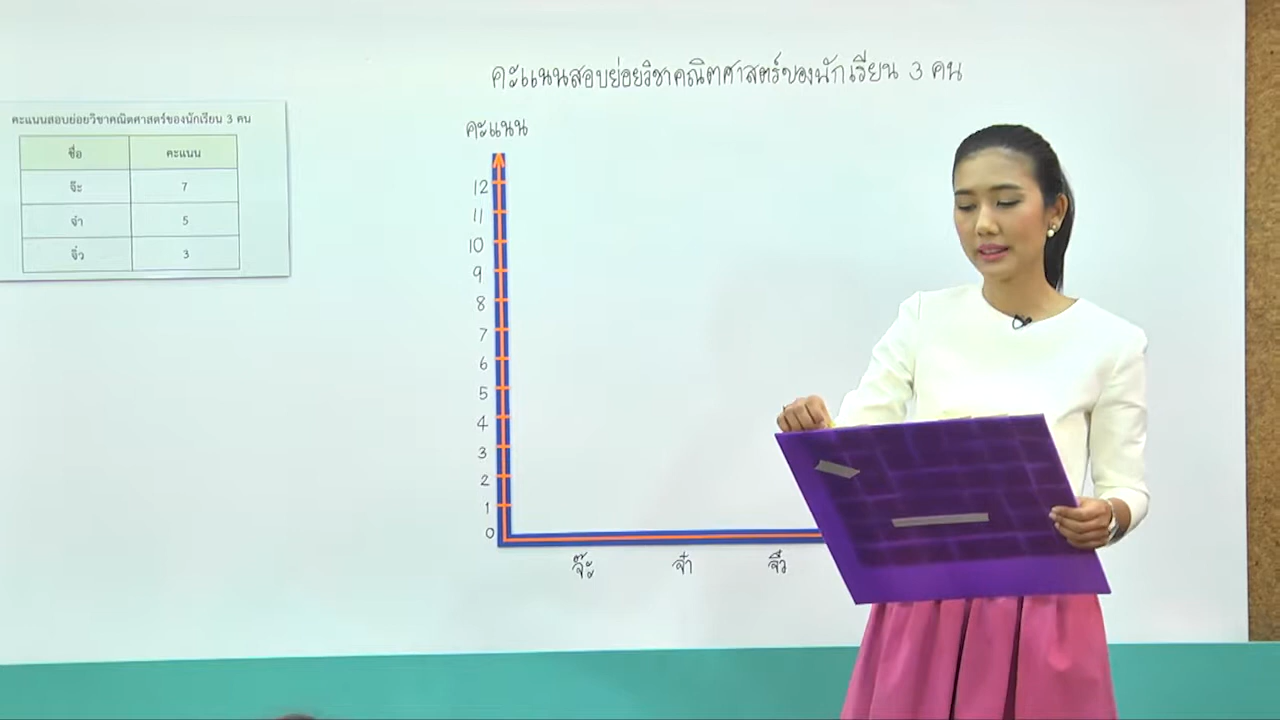 คะแนนสอบย่อยวิชาคณิตศาสตร์ของนักเรียน 3 คน
ชื่อ คะแนน
จ๊ะ 7
จ๋า 5
จิ๋ว 3
คะแนนสอบย่อยวิชาคณิตศาสตร์ของนักเรียน 3 คน
คะแนน
12
11
10
9
8
7
6
5
4
3
2
1
0
จ๊ะ จ๋า จิ๋ว